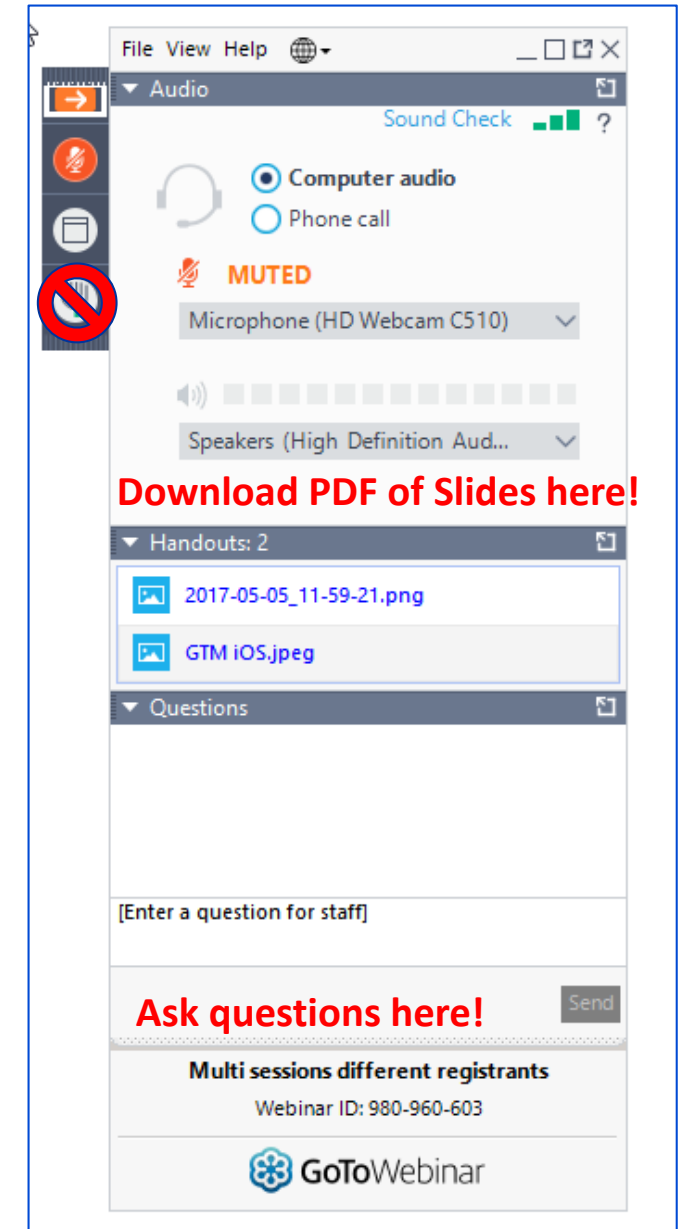 File View Help
Audio
Sound Check ?
Computer audio
Phone call
MUTED
Microphone (HD Webcam C510)
Speakers (High Definition Aud...
Download PDF of Slides here!
Handouts: 2
2017-05-05_11-59-21.png
GTM iOS.jpeg
Questions
[Enter a question for staff]
Ask questions here!
Send
Multi sessions different registrants
Webinar ID: 980-960-603
GoToWebinar